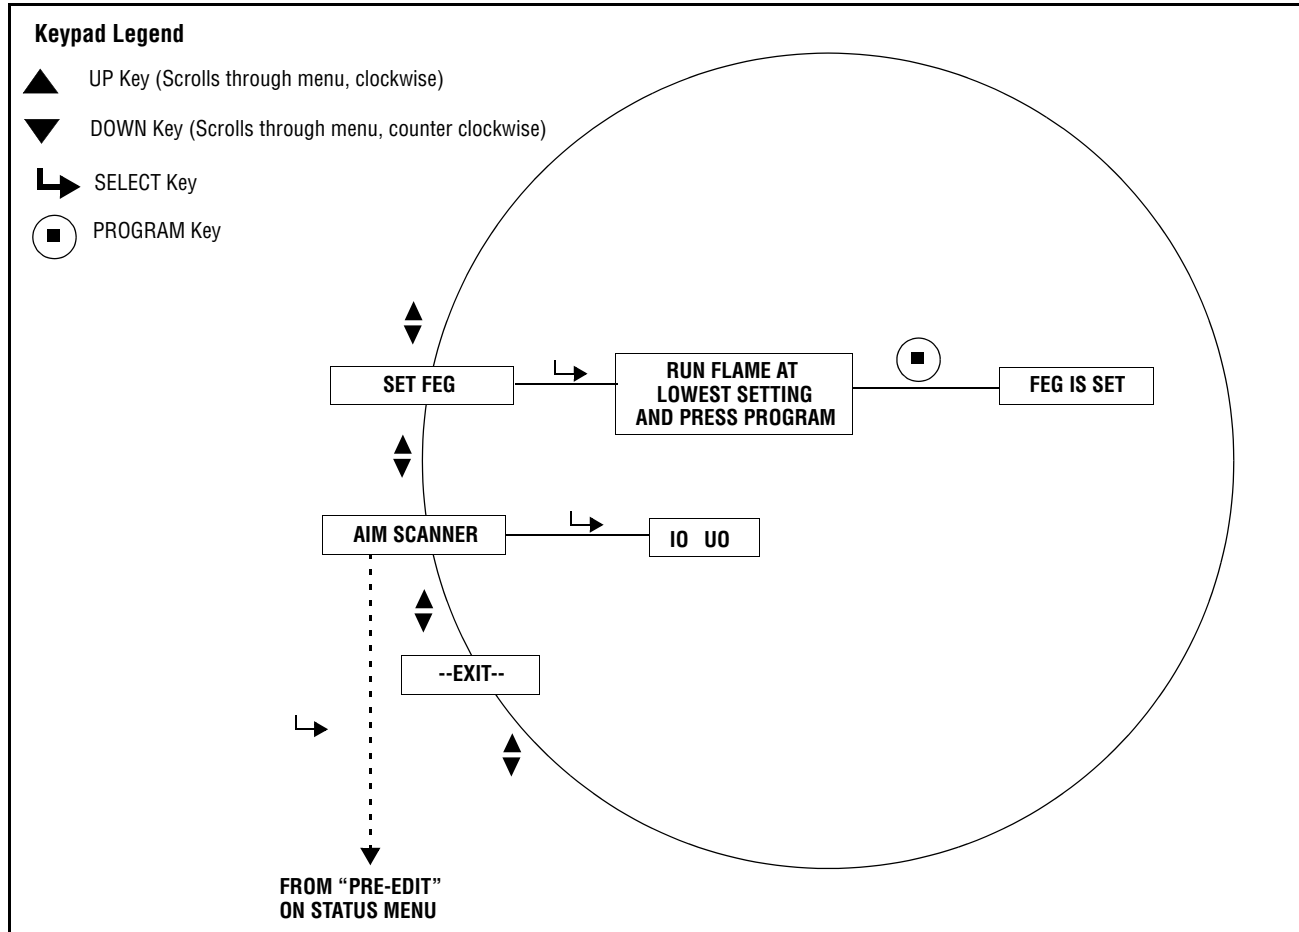 Keypad Legend
UP Key (Scrolls through menu, clockwise)
DOWN Key (Scrolls through menu, counter clockwise)
SELECT Key
PROGRAM Key
SET FEG
RUN FLAME AT
LOWEST SETTING
AND PRESS PROGRAM
FEG IS SET
AIM SCANNER
IO UO
--EXIT--
FROM “PRE-EDIT”
ON STATUS MENU